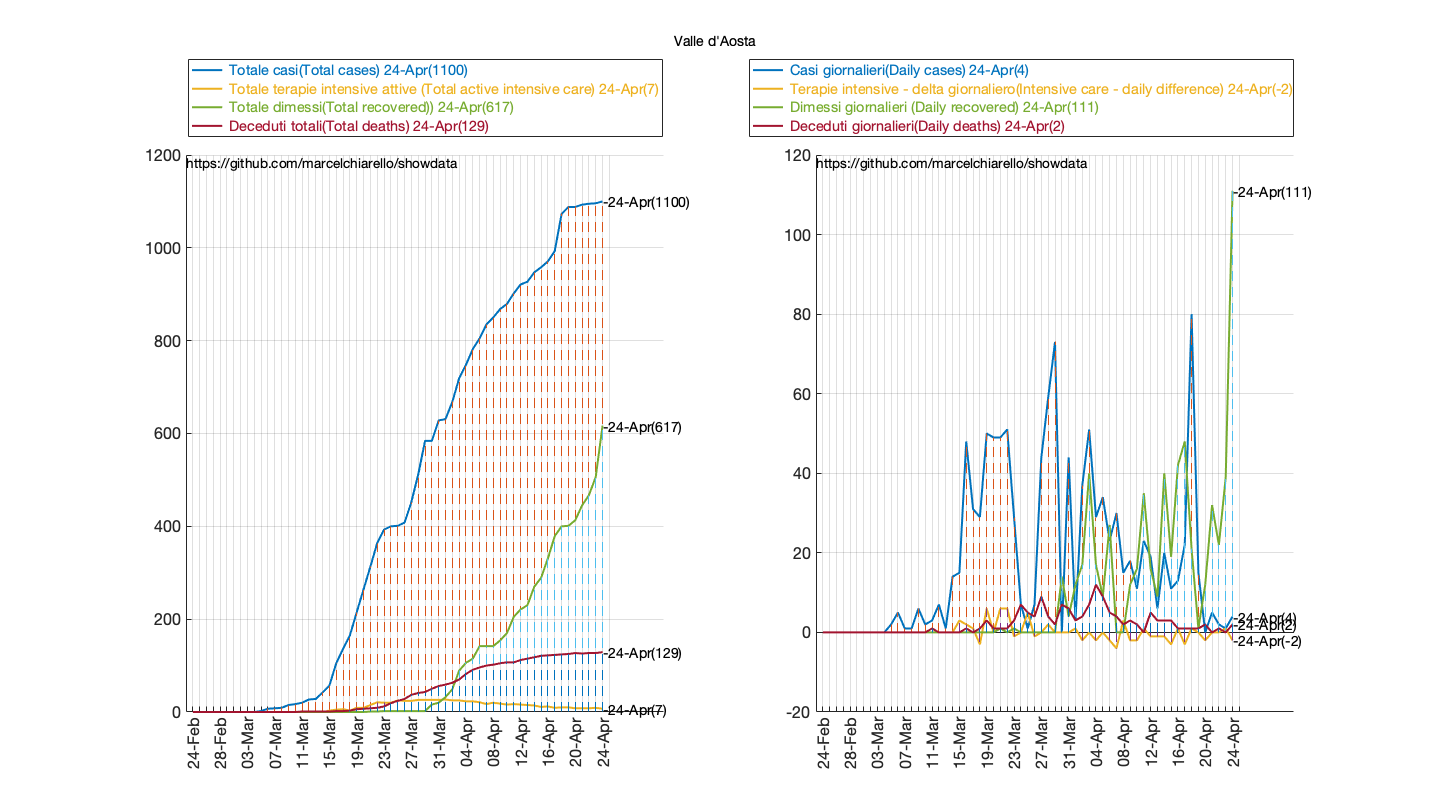 Valle d'Aosta
Totale casi(Total cases) 24-Apr(1100)
Totale terapie intensive attive (Total active intensive care) 24-Apr(7)
Totale dimessi(Total recovered)) 24-Apr(617)
Deceduti totali(Total deaths) 24-Apr(129)
https://github.com/marcelchiarello/showdata
1200
1000
800
600
400
200
0
-24-Apr(1100)
-24-Apr(617)
-24-Apr(129)
-24-Apr(7)
24-Feb
28-Feb
03-Mar
07-Mar
11-Mar
15-Mar
19-Mar
23-Mar
27-Mar
31-Mar
04-Apr
08-Apr
12-Apr
16-Apr
20-Apr
24-Apr
Casi giornalieri(Daily cases) 24-Apr(4)
Terapie intensive - delta giornaliero(Intensive care - daily difference) 24-Apr(-2)
Dimessi giornalieri (Daily recovered) 24-Apr(111)
Deceduti giornalieri(Daily deaths) 24-Apr(2)
https://github.com/marcelchiarello/showdata
120
100
80
60
40
20
0
-20
-24-Apr(111)
-24-Apr(4)
-24-Apr(2)
-24-Apr(-2)
24-Feb
28-Feb
03-Mar
07-Mar
11-Mar
15-Mar
19-Mar
23-Mar
27-Mar
31-Mar
04-Apr
08-Apr
12-Apr
16-Apr
20-Apr
24-Apr